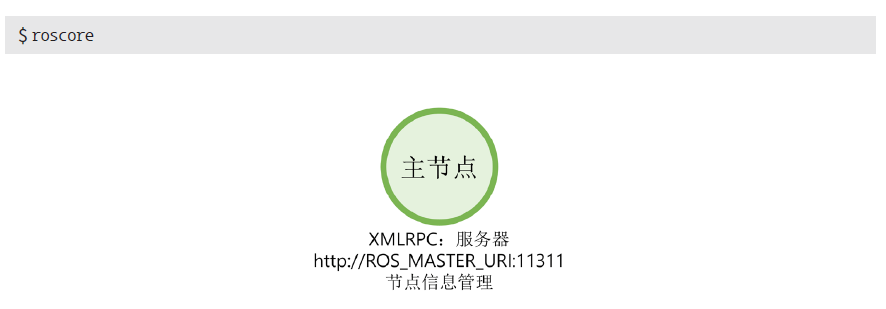 $ roscore
主节点
XMLRPC：服务器
http://ROS_MASTER_URI:11311
节点信息管理